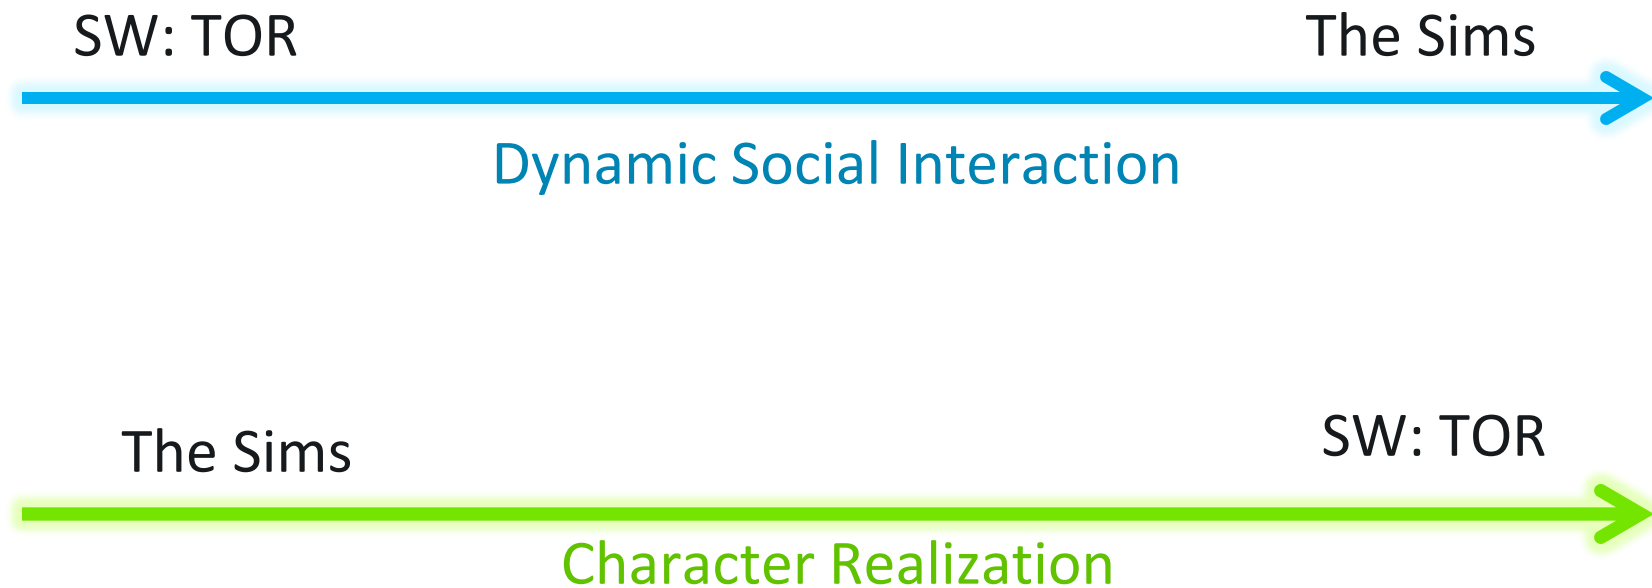 SW: TOR
The Sims
Dynamic Social Interaction
The Sims
SW: TOR
Character Realization